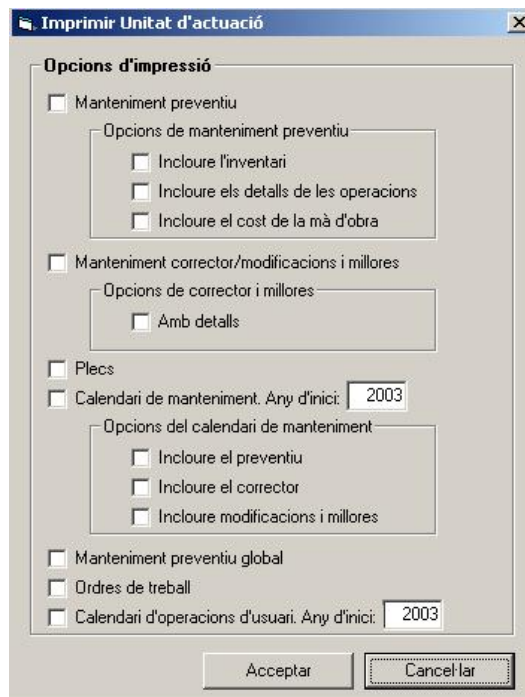 Imprimir Unitat d'actuació
Opcions d'impressió
Manteniment preventiu
Opcions de manteniment preventiu
Incloure l'inventari
Incloure els detalls de les operacions
Incloure el cost de la mà d'obra
Manteniment corrector/modificacions i millores
Opcions de corrector i millores
Amb detalls
Plecs
Calendari de manteniment. Any d'inici: 2003
Opcions del calendari de manteniment
Incloure el preventiu
Incloure el corrector
Incloure modificacions i millores
Manteniment preventiu global
Ordres de treball
Calendari d'operacions d'usuari. Any d'inici: 2003
Acceptar Cancel·lar